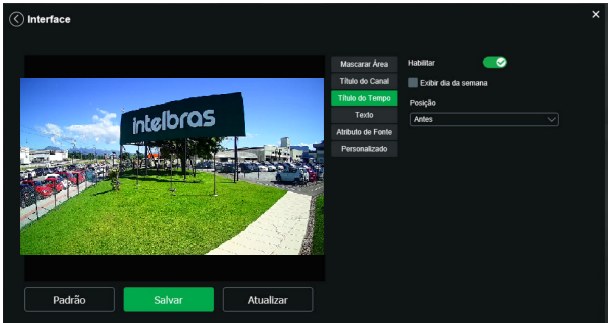 Interface
intelbras
Mascarar Área
Título do Canal
Título do Tempo
Texto
Atributo de Fonte
Personalizado
Habilitar
Exibir dia da semana
Posição
Antes
Padrão
Salvar
Atualizar